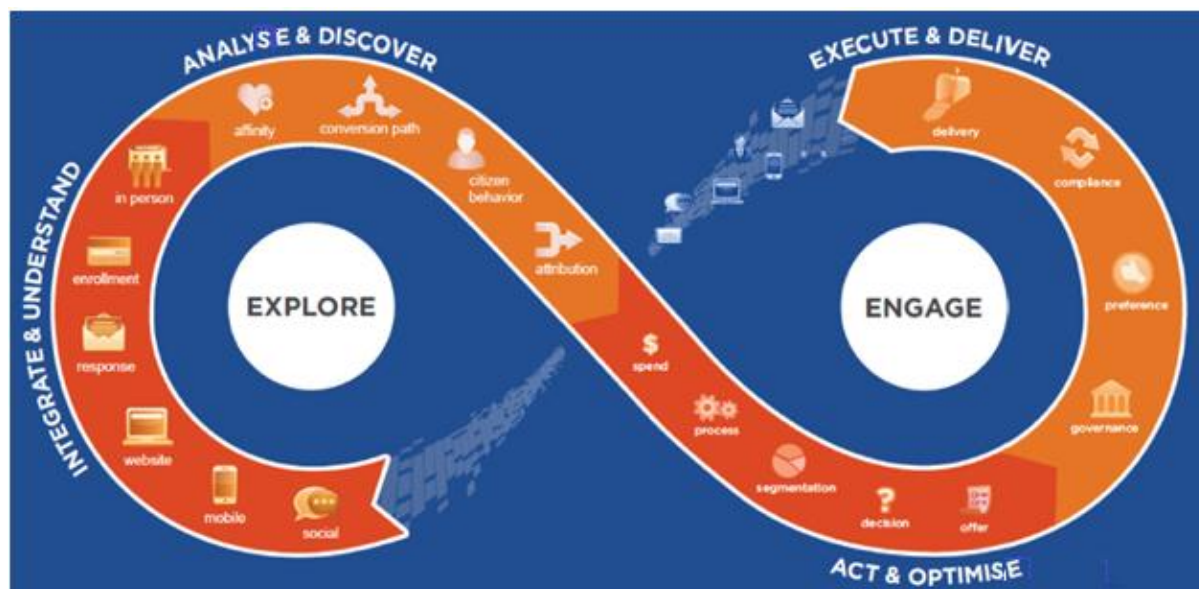 ANALYSE & DISCOVER
EXECUTE & DELIVER
INTEGRATE & UNDERSTAND
ACT & OPTIMISE
EXPLORE
ENGAGE
social
mobile
website
response
enrollment
in person
affinity
conversion path
citizen
behavior
attribution
$
spend
process
segmentation
?
decision
offer
governance
preference
compliance
delivery